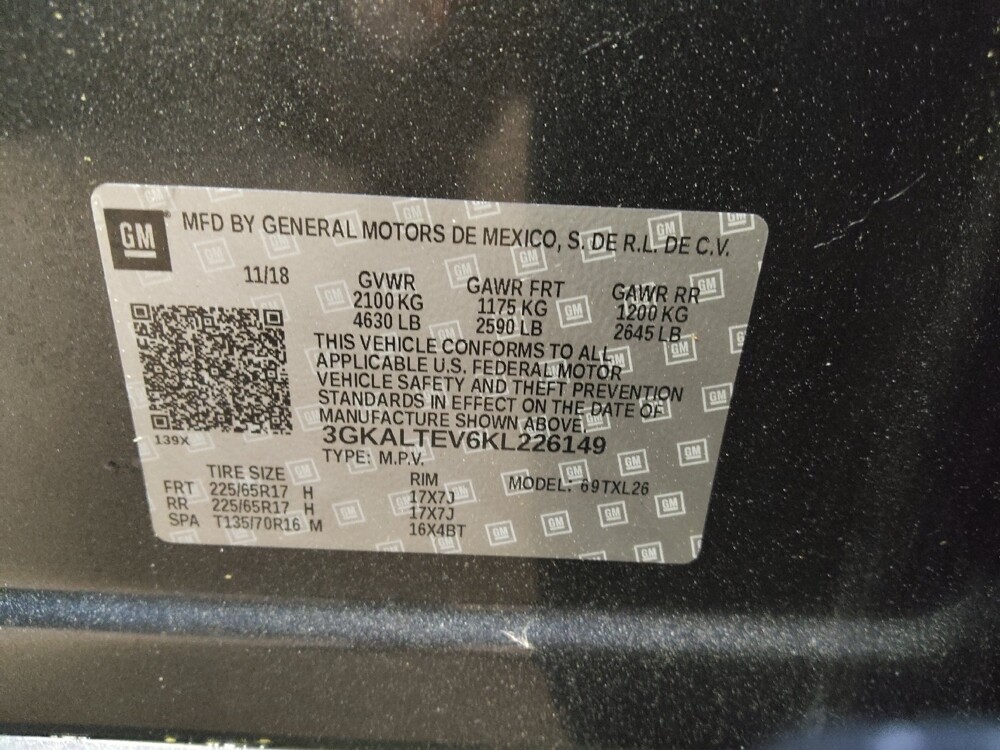 GM
MFD BY GENERAL MOTORS DE MEXICO, S. DE R.L. DE C.V.
11/18
GVWR GAWR FRT GAWR RR
2100 KG 1175 KG 1200 KG
4630 LB 2590 LB 2645 LB
THIS VEHICLE CONFORMS TO ALL
APPLICABLE U.S. FEDERAL MOTOR
VEHICLE SAFETY AND THEFT PREVENTION
STANDARDS IN EFFECT ON THE DATE OF
MANUFACTURE SHOWN ABOVE.
139X
3GKALTEV6KL226149
TYPE: M.P.V.
TIRE SIZE RIM MODEL: 69TXL26
FRT 225/65R17 H 17X7J
RR 225/65R17 H 17X7J
SPA T135/70R16 M 16X4BT